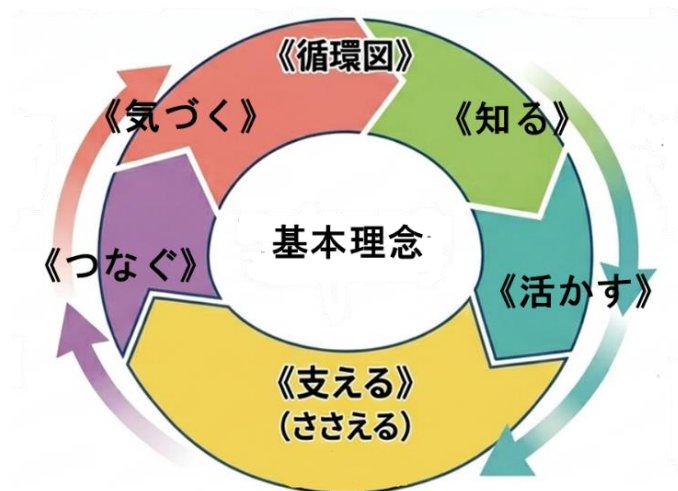 《循環図》
《気づく》
《知る》
《つなぐ》
基本理念
《活かす》
《支える》
(ささえる)